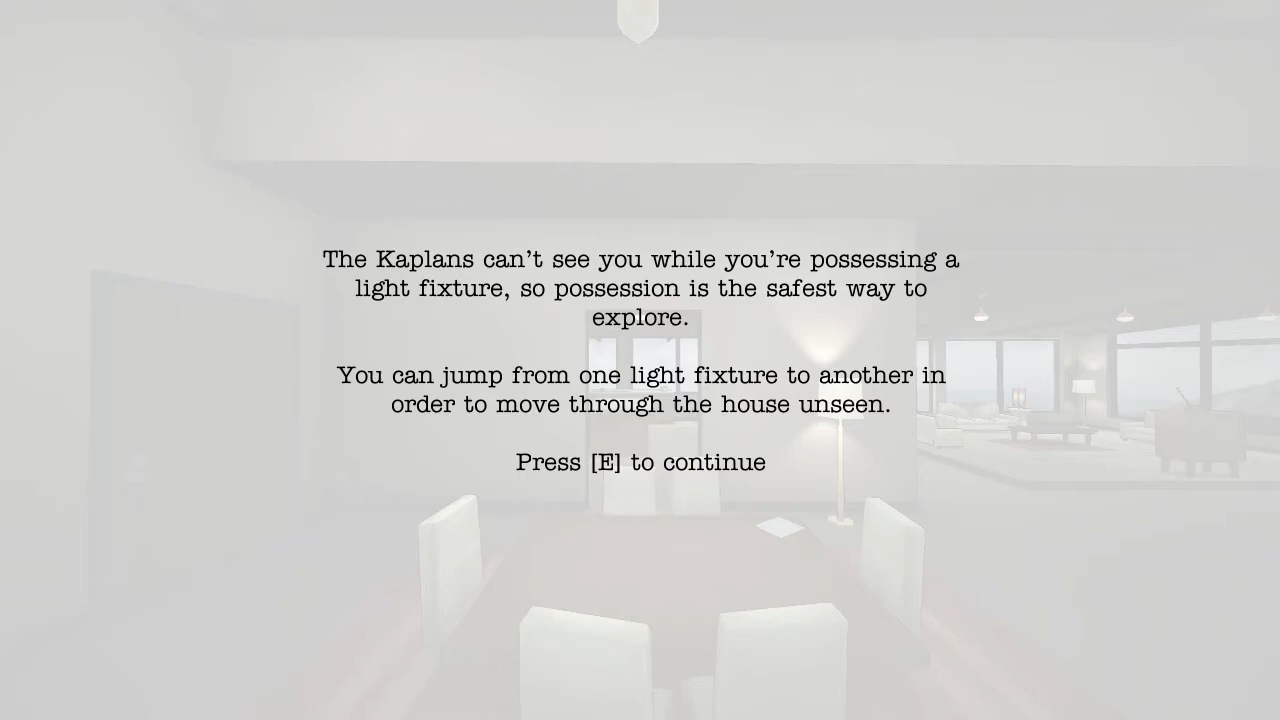 The Kaplans can't see you while you're possessing a
light fixture, so possession is the safest way to
explore.
You can jump from one light fixture to another in
order to move through the house unseen.
Press [E] to continue